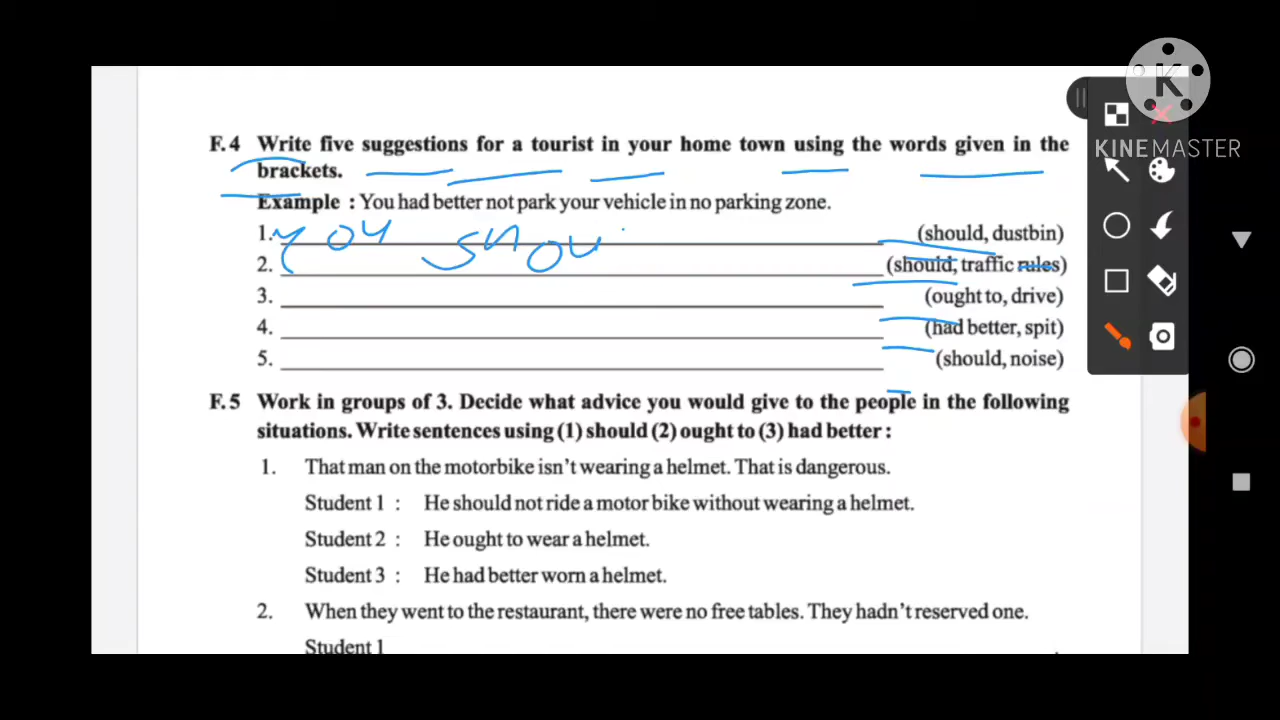 KINEMASTER
F.4 Write five suggestions for a tourist in your home town using the words given in the
brackets.
Example : You had better not park your vehicle in no parking zone.
1. you shou (should, dustbin)
2. (should, traffic rules)
3. (ought to, drive)
4. (had better, spit)
5. (should, noise)
F.5 Work in groups of 3. Decide what advice you would give to the people in the following
situations. Write sentences using (1) should (2) ought to (3) had better :
1. That man on the motorbike isn't wearing a helmet. That is dangerous.
Student 1 : He should not ride a motor bike without wearing a helmet.
Student 2 : He ought to wear a helmet.
Student 3 : He had better worn a helmet.
2. When they went to the restaurant, there were no free tables. They hadn't reserved one.
Student 1